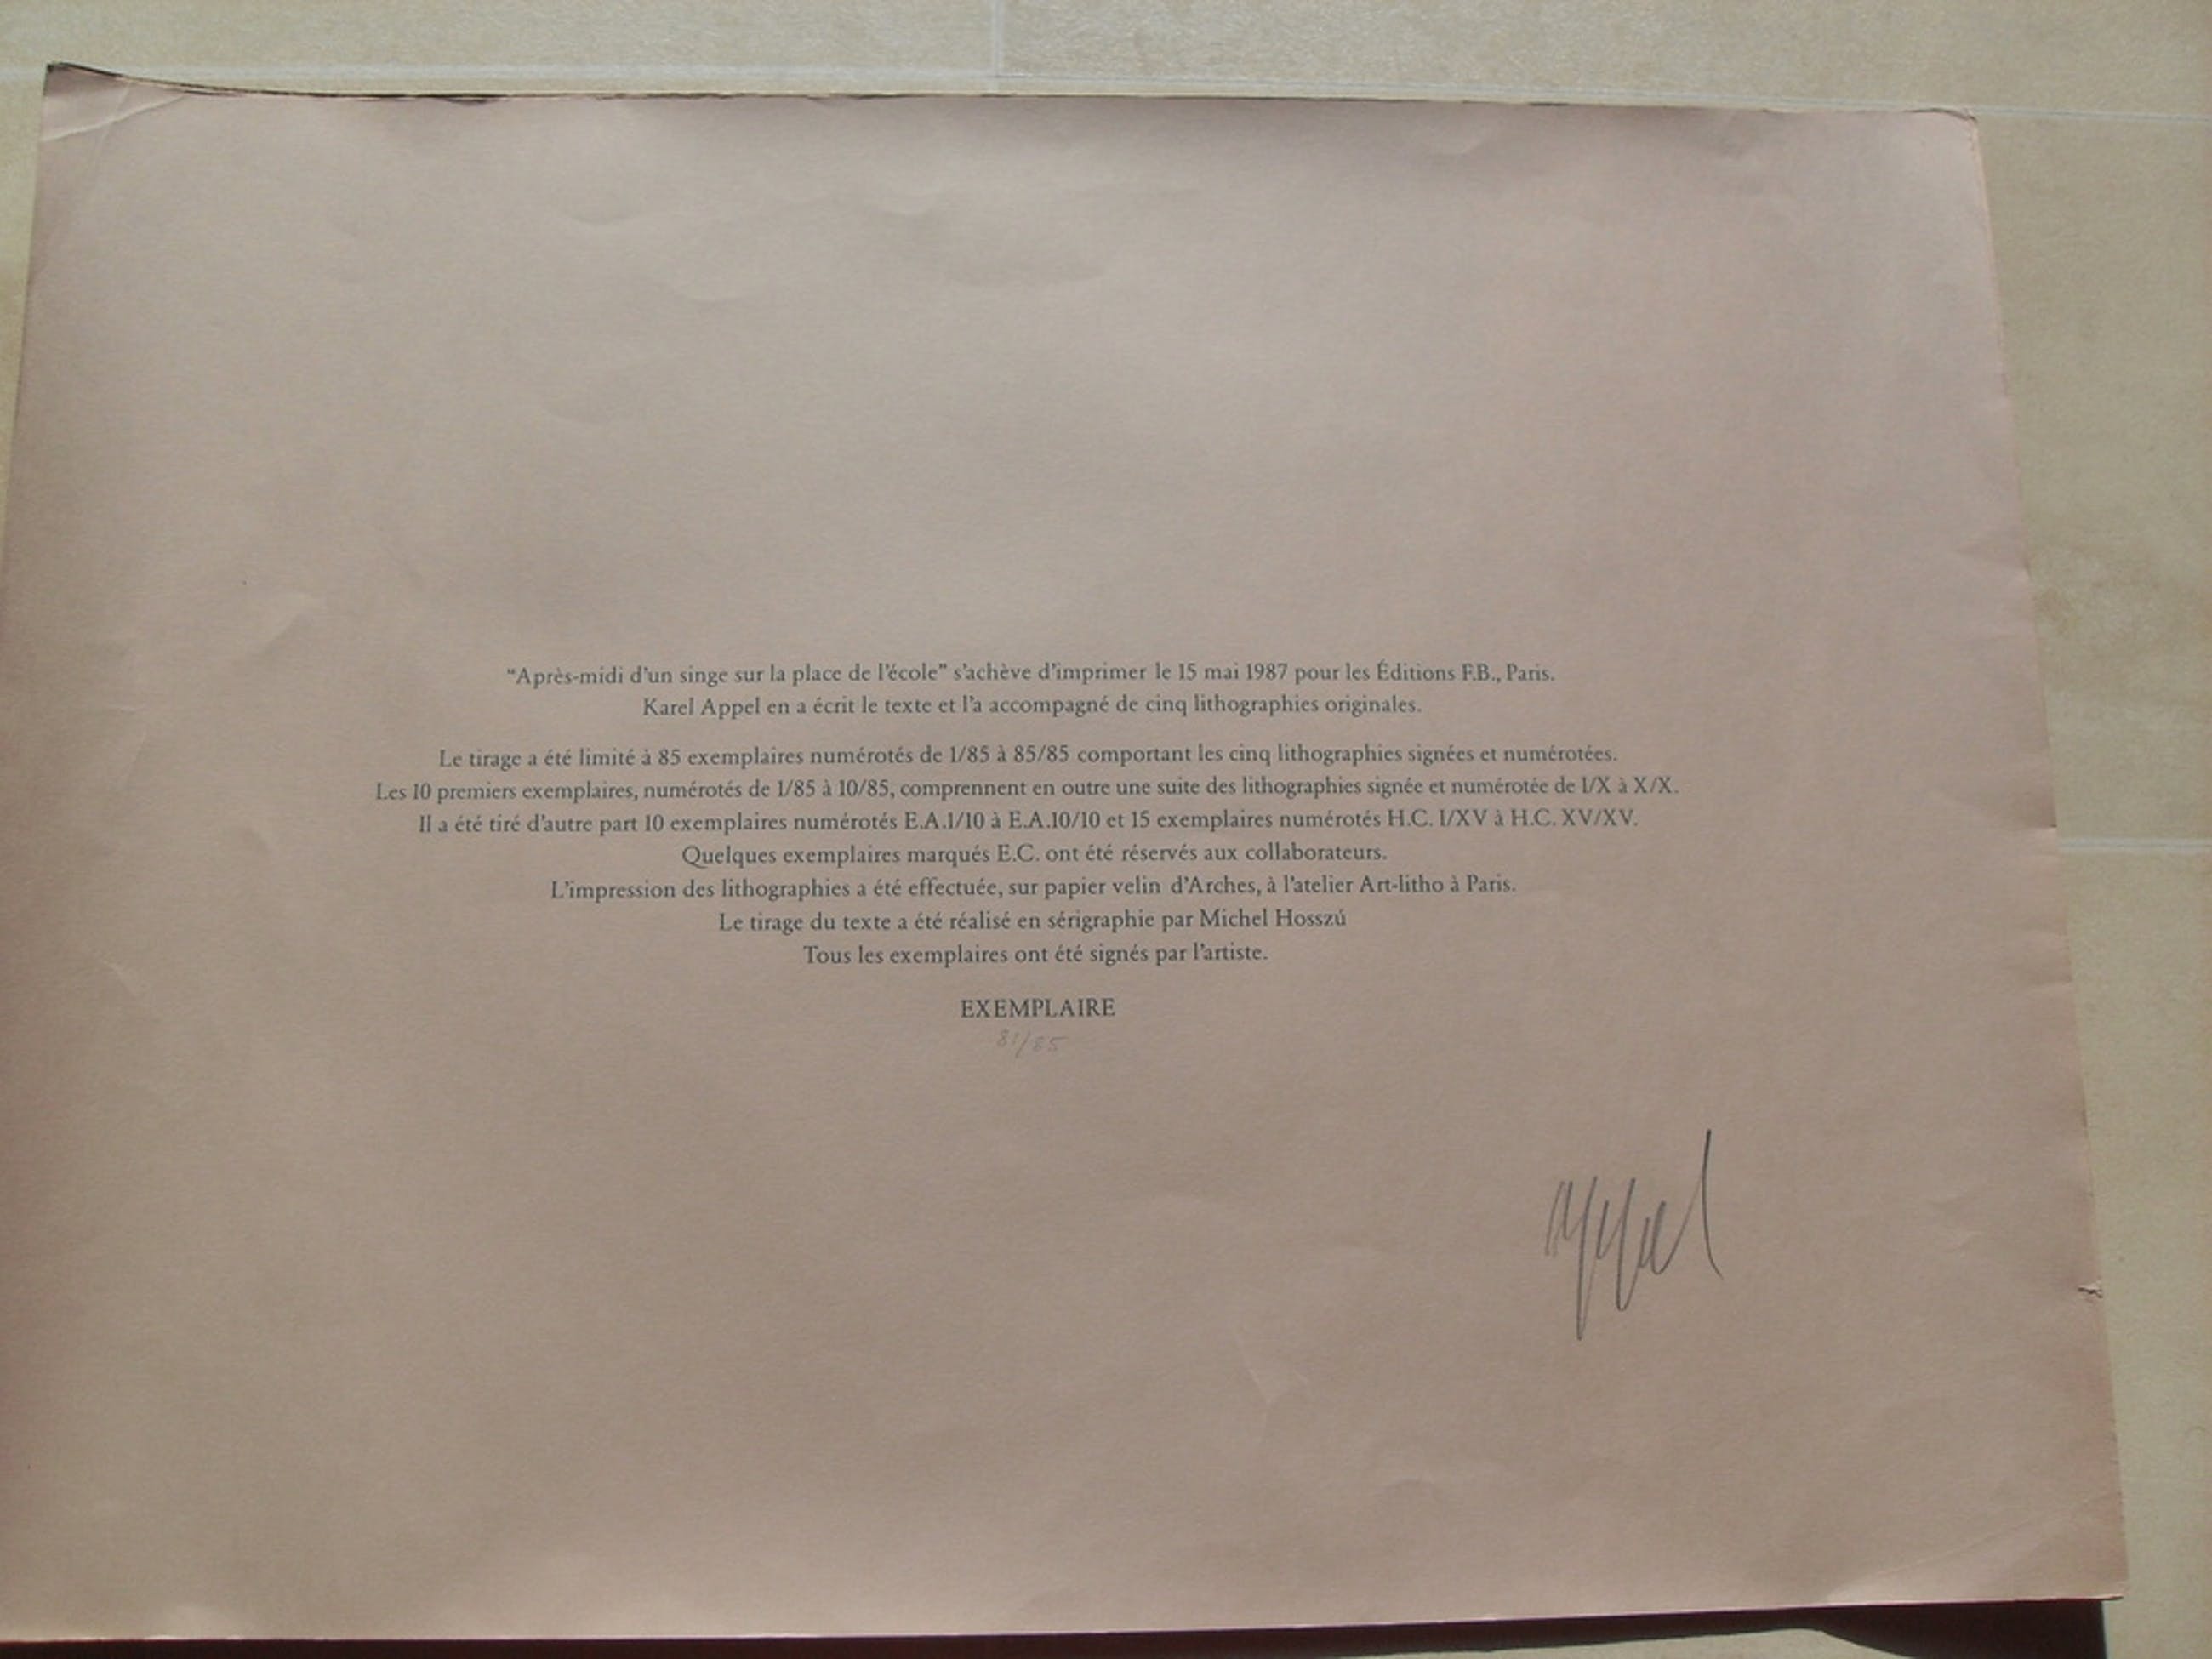 “Après-midi d’un singe sur la place de l’école” s’achève d’imprimer le 15 mai 1987 pour les Éditions F.B., Paris.
Karel Appel en a écrit le texte et l’a accompagné de cinq lithographies originales.
Le tirage a été limité à 85 exemplaires numérotés de 1/85 à 85/85 comportant les cinq lithographies signées et numérotées.
Les 10 premiers exemplaires, numérotés de 1/85 à 10/85, comprennent en outre une suite des lithographies signée et numérotée de I/X à X/X.
Il a été tiré d’autre part 10 exemplaires numérotés E.A.1/10 à E.A.10/10 et 15 exemplaires numérotés H.C. I/XV à H.C. XV/XV.
Quelques exemplaires marqués E.C. ont été réservés aux collaborateurs.
L’impression des lithographies a été effectuée, sur papier velin d’Arches, à l’atelier Art-litho à Paris.
Le tirage du texte a été réalisé en sérigraphie par Michel Hosszú
Tous les exemplaires ont été signés par l’artiste.
EXEMPLAIRE
81/85
Appel